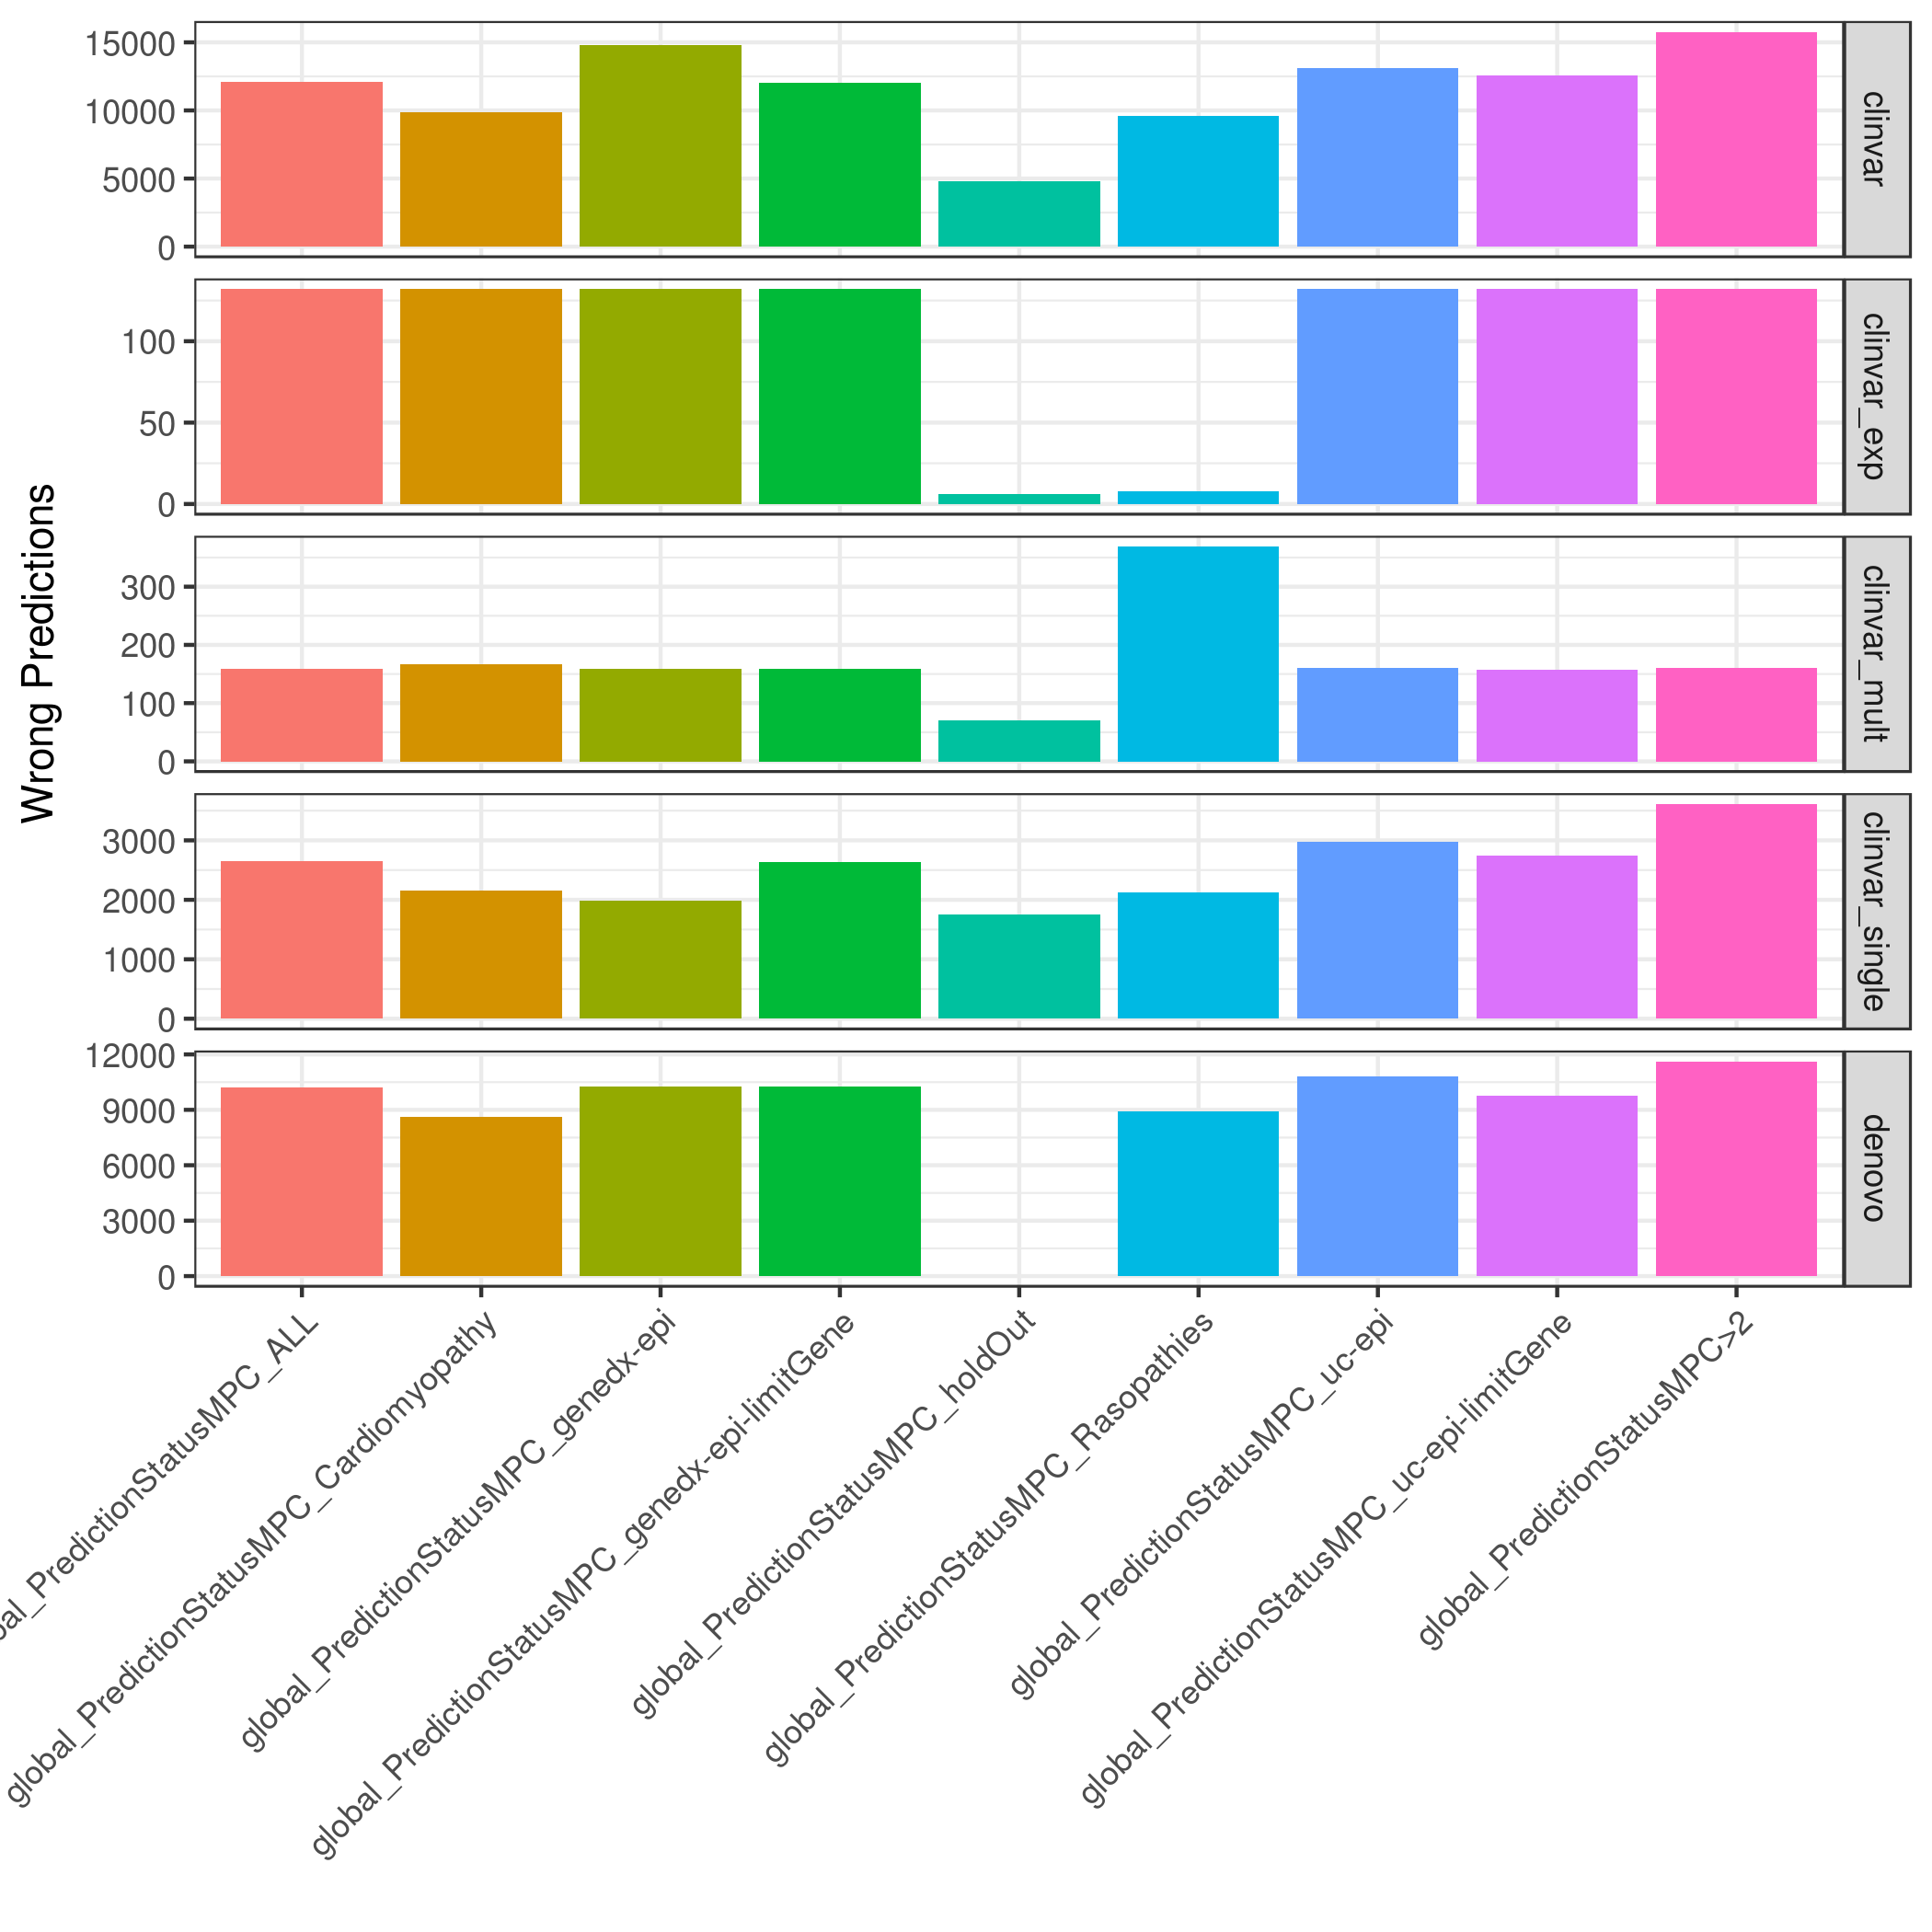 Wrong Predictions
15000
10000
5000
0
clinvar
100
50
0
clinvar_exp
300
200
100
0
clinvar_mult
3000
2000
1000
0
clinvar_single
12000
9000
6000
3000
0
denovo
bal_PredictionStatusMPC_ALL
global_PredictionStatusMPC_Cardiomyopathy
global_PredictionStatusMPC_genedx-epi
global_PredictionStatusMPC_genedx-epi-limitGene
global_PredictionStatusMPC_holdOut
global_PredictionStatusMPC_Rasopathies
global_PredictionStatusMPC_uc-epi
global_PredictionStatusMPC_uc-epi-limitGene
global_PredictionStatusMPC>2